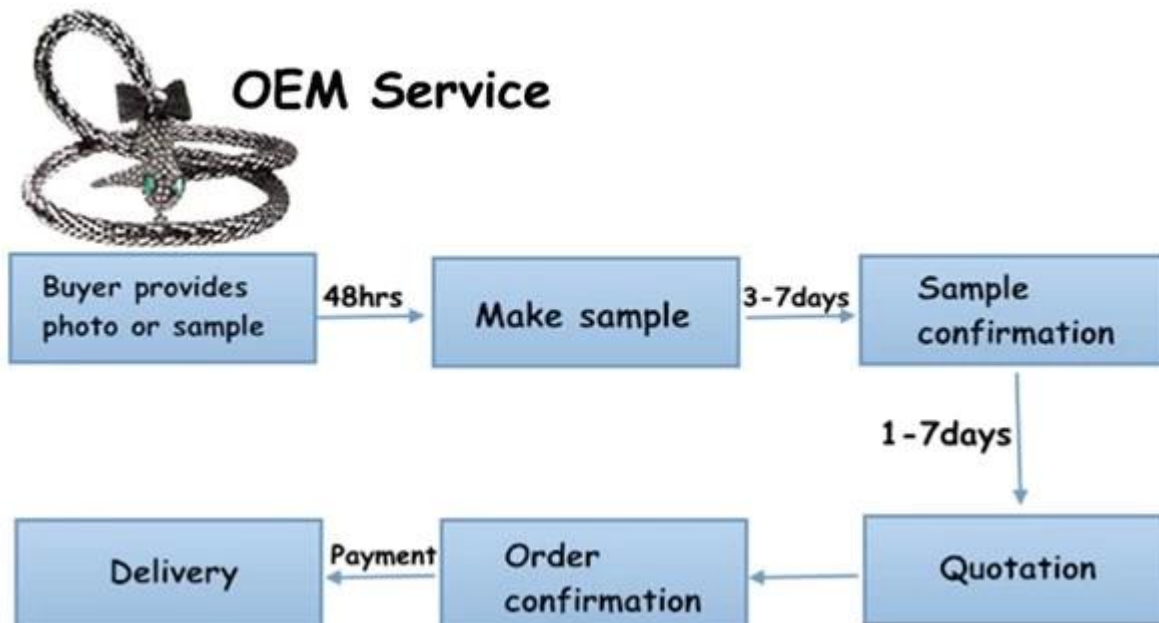 OEM Service
Buyer provides
photo or sample
48hrs
Make sample
3-7days
Sample
confirmation
1-7days
Quotation
Order
confirmation
Payment
Delivery